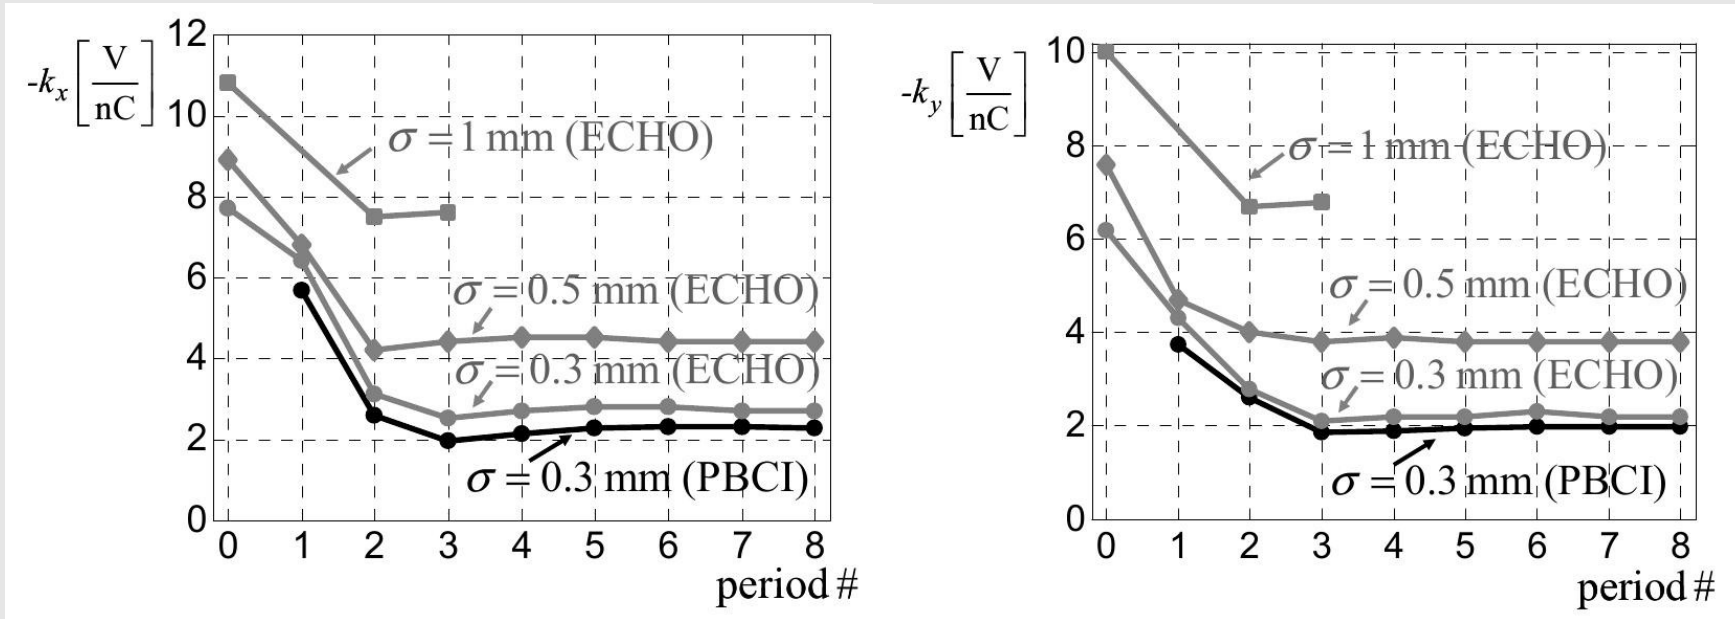 -kx [V/nC]
12
10
8
6
4
2
0
σ = 1 mm (ECHO)
σ = 0.5 mm (ECHO)
σ = 0.3 mm (ECHO)
σ = 0.3 mm (PBCI)
0 1 2 3 4 5 6 7 8
period #
-ky [V/nC]
10
8
6
4
2
0
σ = 1 mm (ECHO)
σ = 0.5 mm (ECHO)
σ = 0.3 mm (ECHO)
σ = 0.3 mm (PBCI)
0 1 2 3 4 5 6 7 8
period #